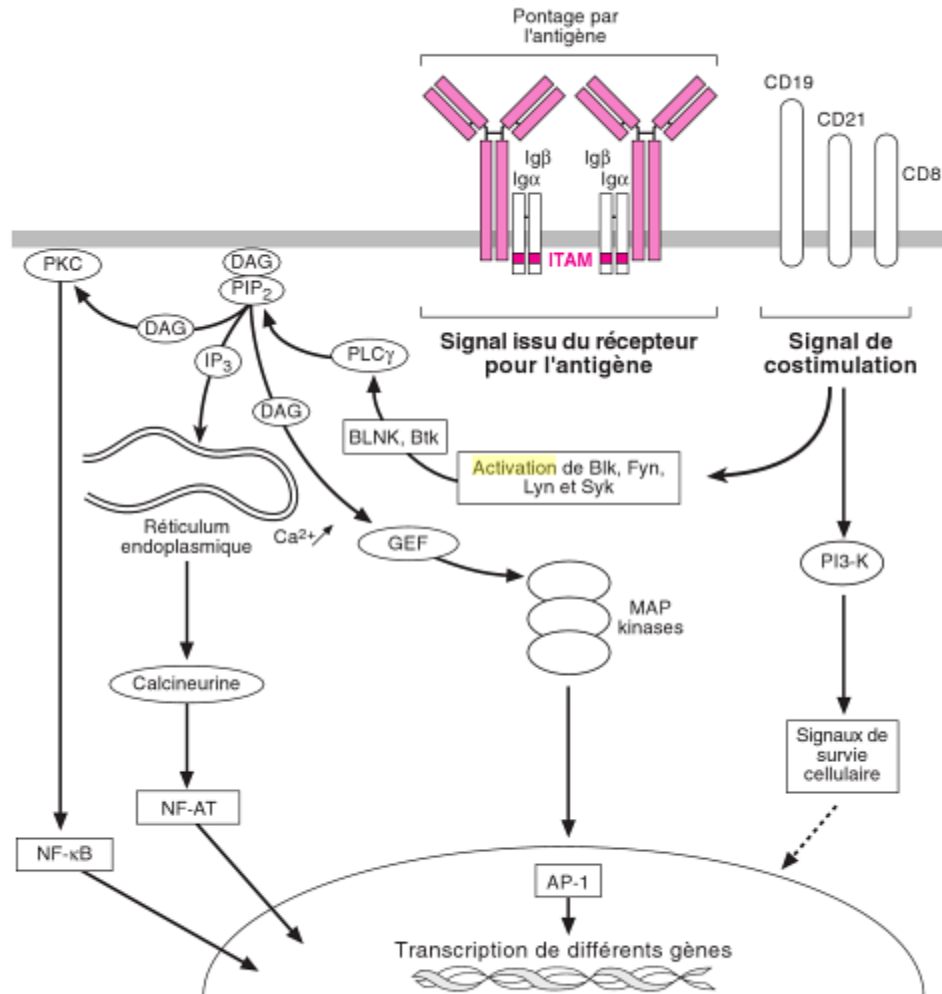 Pontage par
l'antigène
CD19
CD21
CD8
Igβ
Igα
Igβ
Igα
ITAM
PKC
DAG
PIP2
DAG
IP3
PLCγ
DAG
BLNK, Btk
Signal issu du récepteur
pour l'antigène
Signal de
costimulation
Activation de Blk, Fyn,
Lyn et Syk
Réticulum
endoplasmique
Ca2+
GEF
PI3-K
MAP
kinases
Calcineurine
Signaux de
survie
cellulaire
NF-AT
NF-κB
AP-1
Transcription de différents gènes